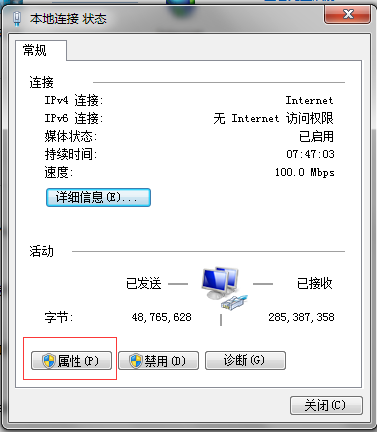 本地连接 状态
常规
连接
IPv4 连接: Internet
IPv6 连接: 无 Internet 访问权限
媒体状态: 已启用
持续时间: 07:47:03
速度: 100.0 Mbps
详细信息(E)...
活动
已发送 已接收
字节: 48,765,628 285,387,358
属性(P) 禁用(D) 诊断(G)
关闭(C)